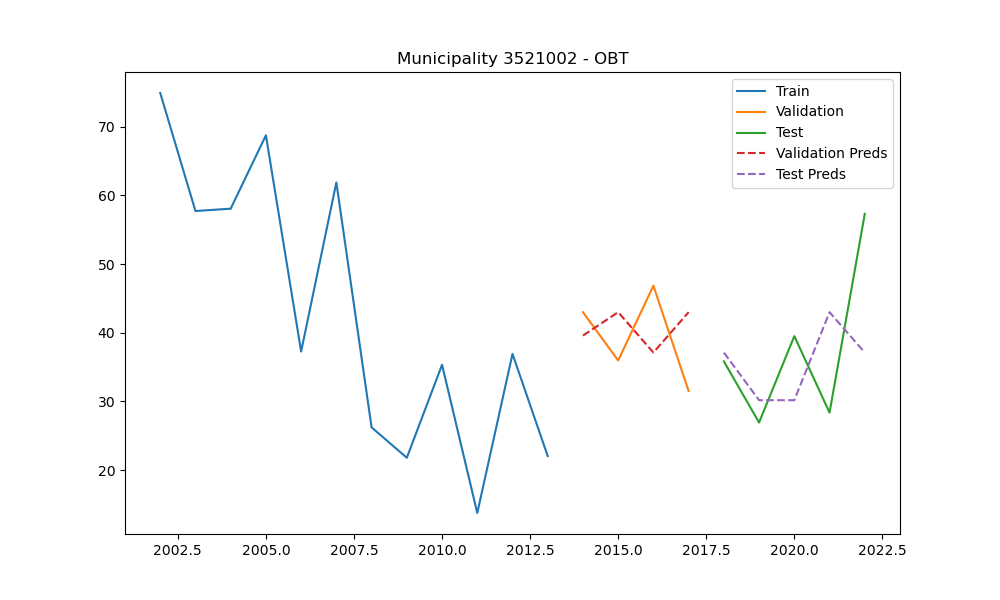 Municipality 3521002 - OBT
Train
Validation
Test
Validation Preds
Test Preds
70
60
50
40
30
20
2002.5 2005.0 2007.5 2010.0 2012.5 2015.0 2017.5 2020.0 2022.5